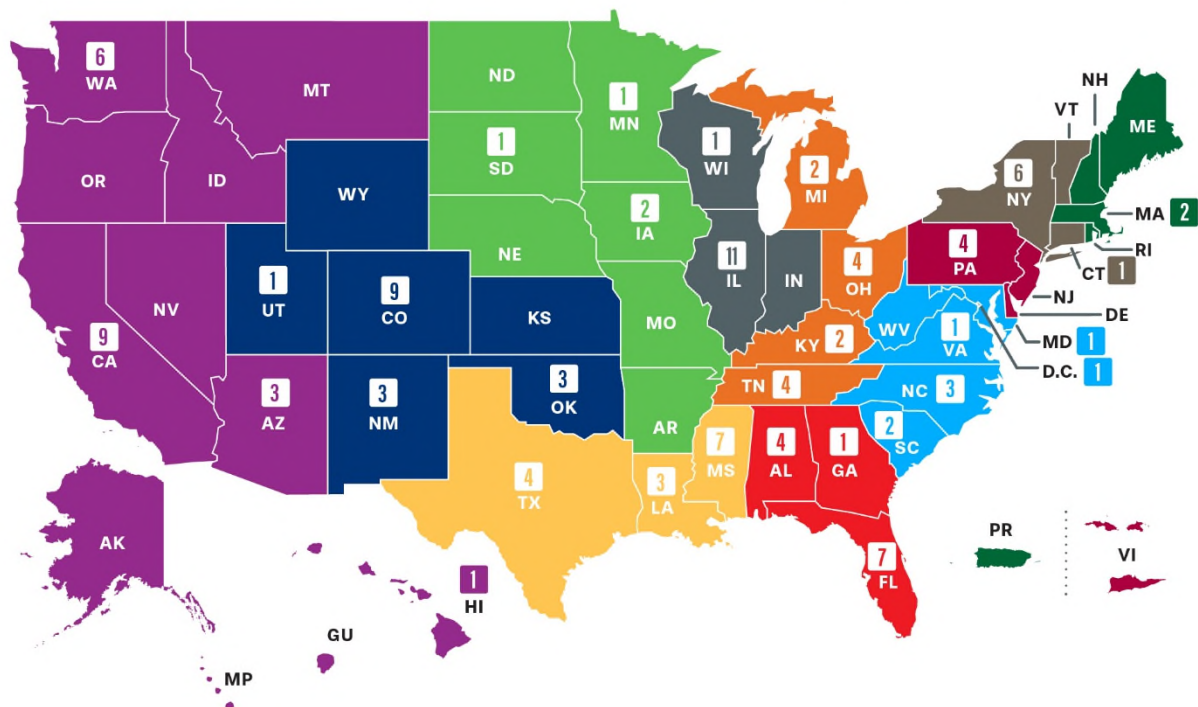 NH
6
WA
MT
ND
1
MN
VT
ME
1
SD
1
WI
2
MI
6
NY
OR
ID
WY
2
IA
MA 2
RI
CT 1
4
PA
NE
11
IL
IN
4
OH
1
UT
9
CO
KS
MO
NJ
DE
NV
WV
1
VA
MD 1
D.C. 1
9
CA
KY 2
3
AZ
3
NM
3
OK
TN 4
NC 3
AR
2
SC
4
TX
3
LA
7
MS
4
AL
1
GA
AK
PR
VI
7
FL
1
HI
GU
MP